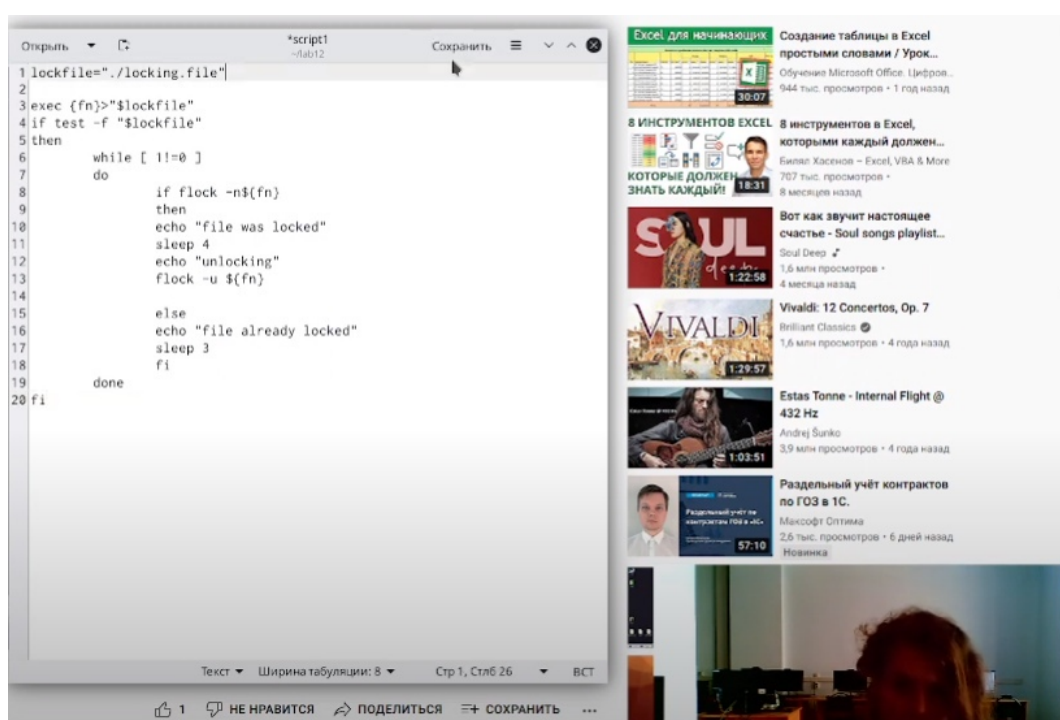 Открыть
*script1
~/lab12
Сохранить
1 lockfile="./locking.file"
2
3 exec {fn}>"$lockfile"
4 if test -f "$lockfile"
5 then
6 while [ 1!=0 ]
7 do
8 if flock -n${fn}
9 then
10 echo "file was locked"
11 sleep 4
12 echo "unlocking"
13 flock -u ${fn}
14
15 else
16 echo "file already locked"
17 sleep 3
18 fi
19 done
20 fi
Текст
Ширина табуляции: 8
Стр 1, Стлб 26
ВСТ
1
НЕ НРАВИТСЯ
ПОДЕЛИТЬСЯ
СОХРАНИТЬ
Excel для начинающих
30:07
Создание таблицы в Excel
простыми словами / Урок...
Обучение Microsoft Office. Цифров...
944 тыс. просмотров • 1 год назад
8 ИНСТРУМЕНТОВ EXCEL
КОТОРЫЕ ДОЛЖЕН
ЗНАТЬ КАЖДЫЙ!
18:31
8 инструментов в Excel,
которыми каждый должен...
Билял Хасенов – Excel, VBA & More
707 тыс. просмотров •
8 месяцев назад
SOUL
deep
1:22:58
Вот как звучит настоящее
счастье - Soul songs playlist...
Soul Deep
1,6 млн просмотров •
4 месяца назад
VIVALDI
1:29:57
Vivaldi: 12 Concertos, Op. 7
Brilliant Classics
1,6 млн просмотров • 4 года назад
1:03:51
Estas Tonne - Internal Flight @
432 Hz
Andrej Šunko
3,9 млн просмотров • 4 года назад
Раздельный учёт по
контрактам ГОЗ в «1С»
57:10
Раздельный учёт контрактов
по ГОЗ в 1С.
Максофт Оптима
2,6 тыс. просмотров • 6 дней назад
Новинка